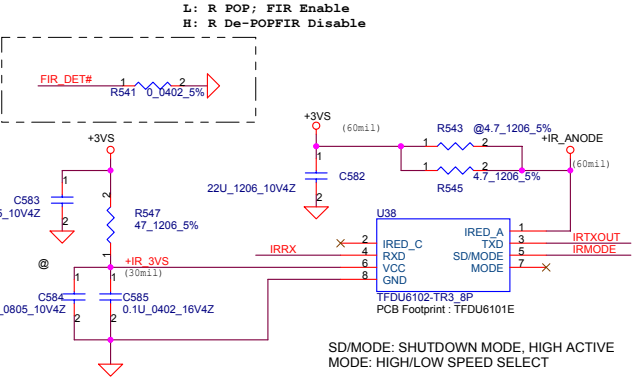 L: R POP; FIR Enable
H: R De-POPFIR Disable
FIR_DET#
1
2
R541
0_0402_5%
+3VS
(60mil)
R543
@4.7_1206_5%
+IR_ANODE
(60mil)
1
2
R545
4.7_1206_5%
1
2
1
2
C582
22U_1206_10V4Z
+3VS
C583
_10V4Z
1
2
2
R547
47_1206_5%
1
@
+IR_3VS
(30mil)
1
1
C584
_0805_10V4Z
2
C585
0.1U_0402_16V4Z
2
U38
IRRX
2
4
6
8
IRED_C
RXD
VCC
GND
IRED_A
TXD
SD/MODE
MODE
1
3
5
7
IRTXOUT
IRMODE
TFDU6102-TR3_8P
PCB Footprint : TFDU6101E
SD/MODE: SHUTDOWN MODE, HIGH ACTIVE
MODE: HIGH/LOW SPEED SELECT